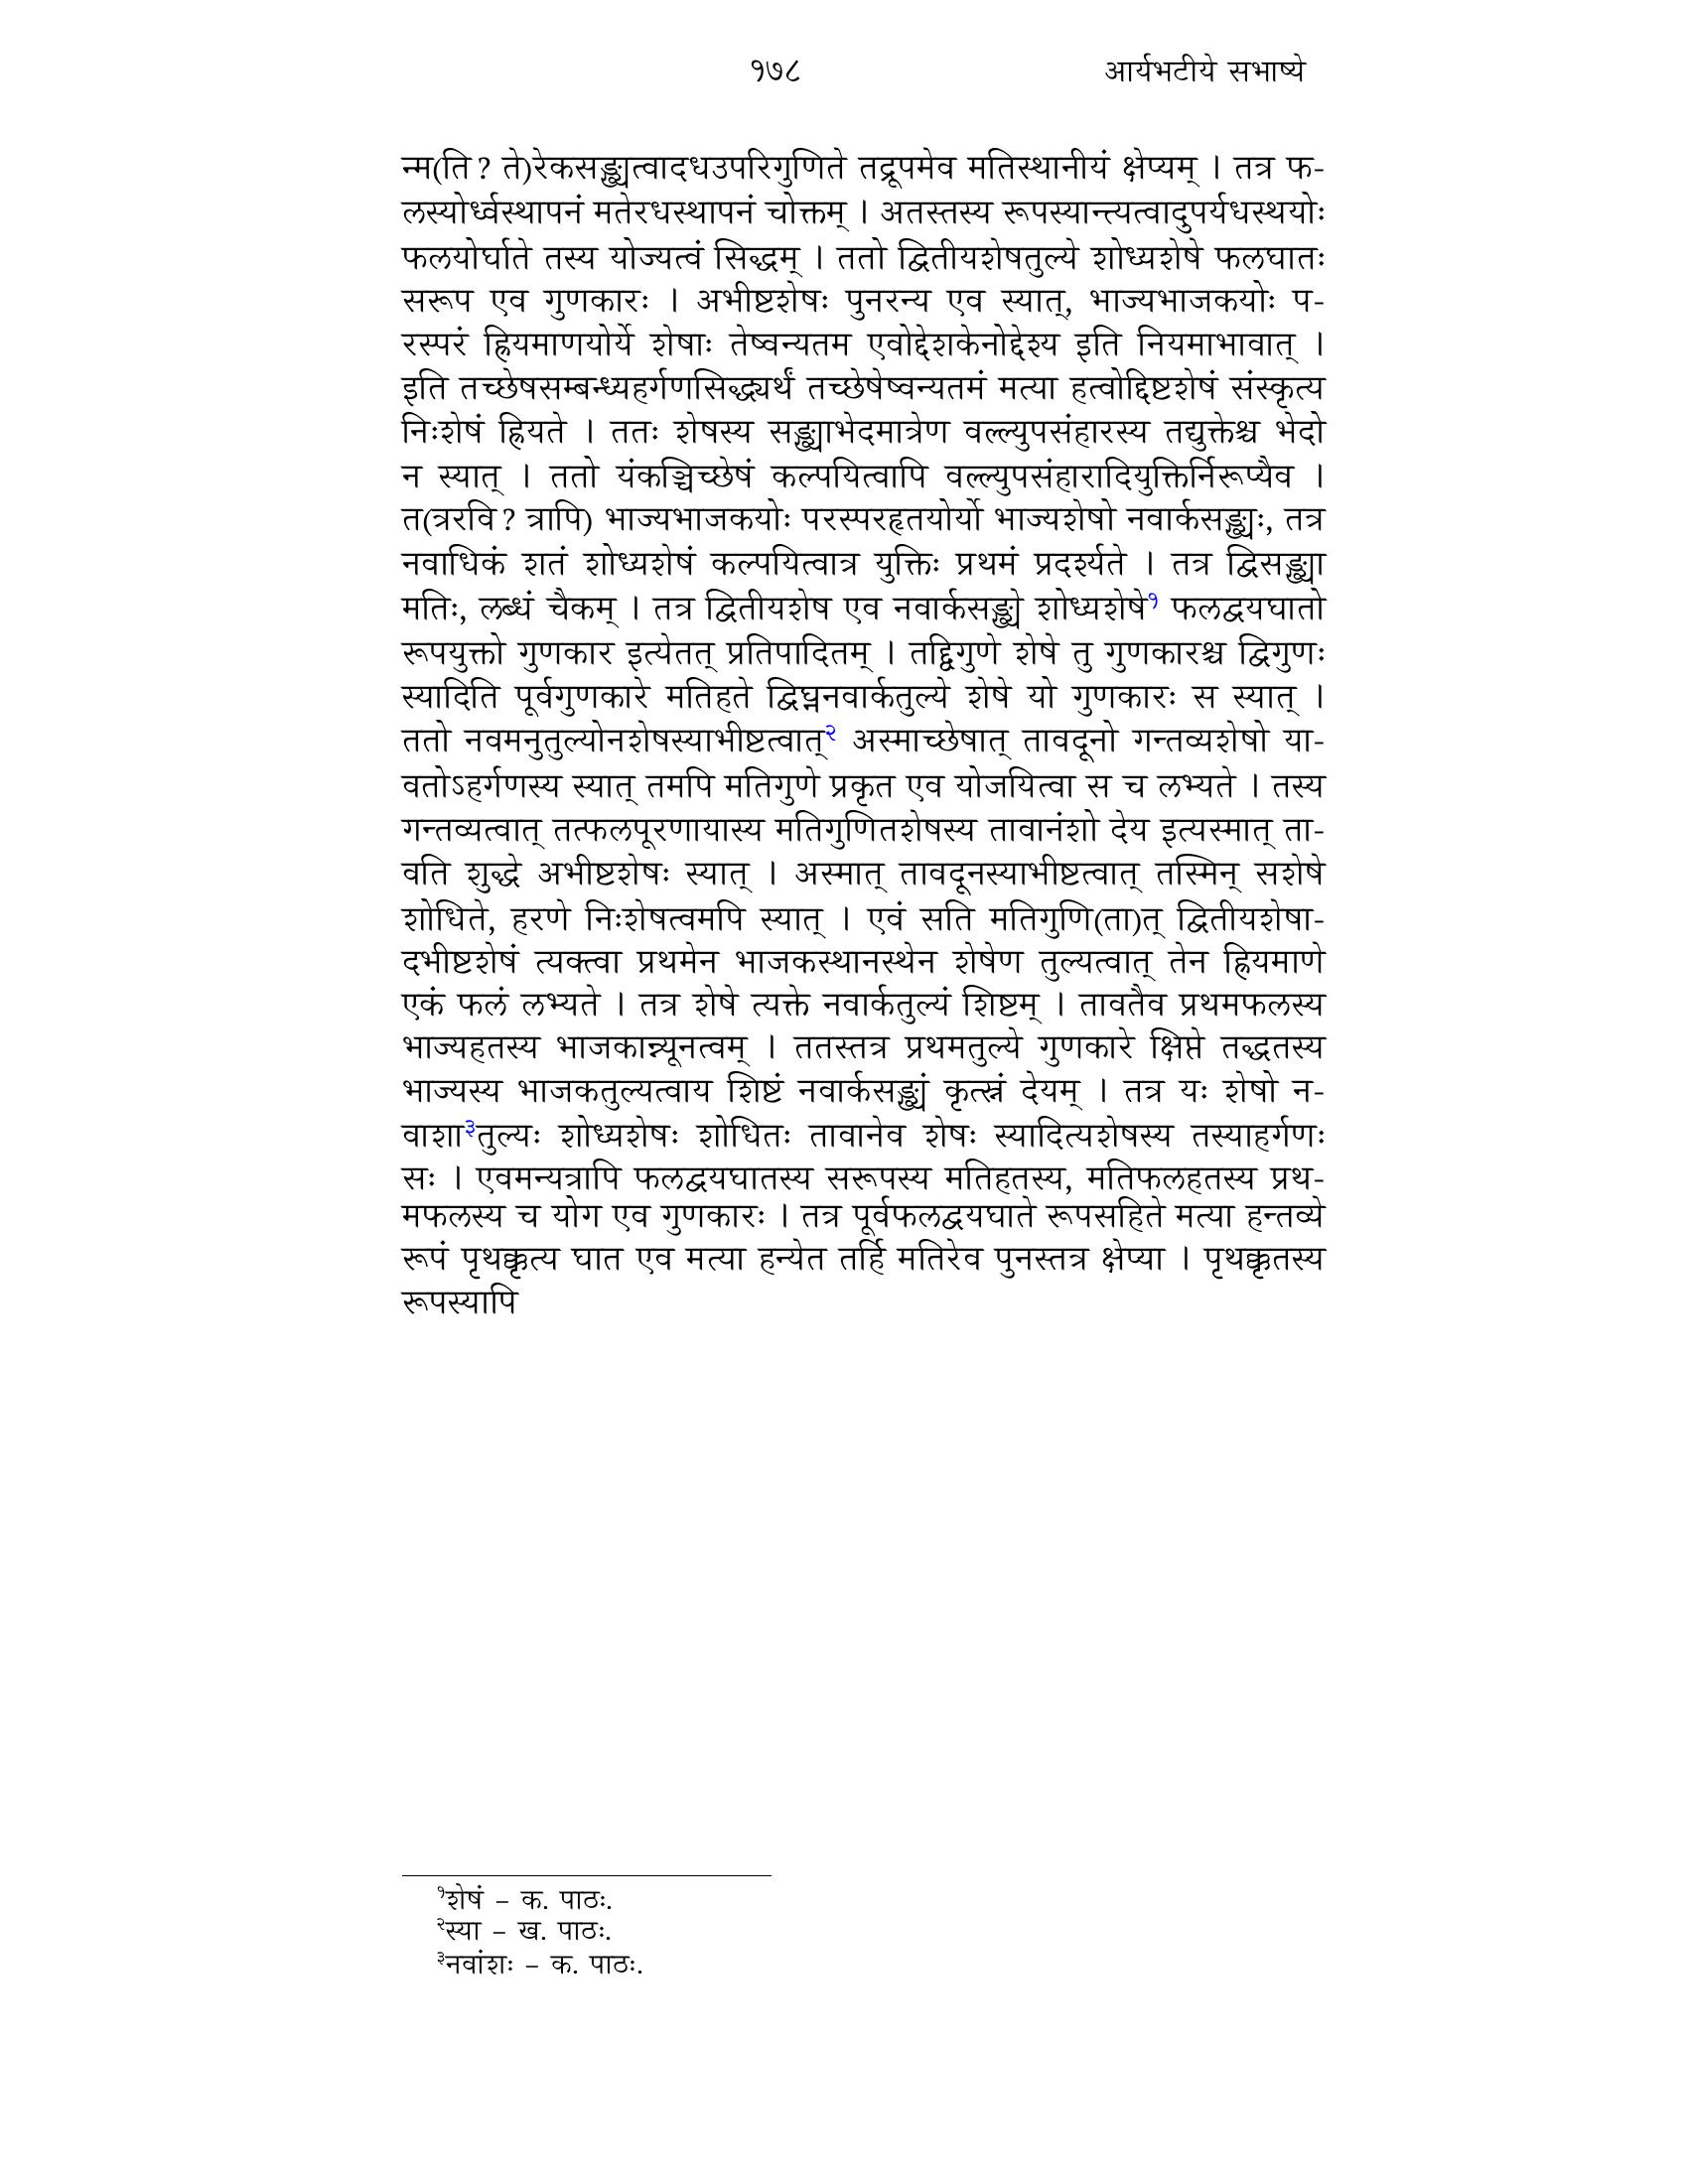 १७८ आर्यभटीये सभाष्ये
न्म(ति ? ते)रेकसङ्ख्यत्वादधउपरिगुणिते तद्रूपमेव मतिस्थानीयं क्षेप्यम् । तत्र फ-
लस्योर्ध्वस्थापनं मतेरधस्थापनं चोक्तम् । अतस्तस्य रूपस्यान्त्यत्वादुपर्यधस्थयोः
फलयोर्घाते तस्य योज्यत्वं सिद्धम् । ततो द्वितीयशेषतुल्ये शोध्यशेषे फलघातः
सरूप एव गुणकारः । अभीष्टशेषः पुनरन्य एव स्यात्, भाज्यभाजकयोः प-
रस्परं ह्रियमाणयोर्ये शेषाः तेष्वन्यतम एवोद्देशकेनोद्देश्य इति नियमाभावात् ।
इति तच्छेषसम्बन्ध्यहर्गणसिद्ध्यर्थं तच्छेषेष्वन्यतमं मत्या हत्वोद्दिष्टशेषं संस्कृत्य
निःशेषं ह्रियते । ततः शेषस्य सङ्ख्याभेदमात्रेण वल्ल्युपसंहारस्य तद्युक्तेश्च भेदो
न स्यात् । ततो यंकञ्चिच्छेषं कल्पयित्वापि वल्ल्युपसंहारादियुक्तिर्निरूप्यैव ।
त(त्ररवि ? त्रापि) भाज्यभाजकयोः परस्परहृतयोर्यो भाज्यशेषो नवार्कसङ्ख्यः, तत्र
नवाधिकं शतं शोध्यशेषं कल्पयित्वात्र युक्तिः प्रथमं प्रदर्श्यते । तत्र द्विसङ्ख्या
मतिः, लब्धं चैकम् । तत्र द्वितीयशेष एव नवार्कसङ्ख्ये शोध्यशेषे१ फलद्वयघातो
रूपयुक्तो गुणकार इत्येतत् प्रतिपादितम् । तद्द्विगुणे शेषे तु गुणकारश्च द्विगुणः
स्यादिति पूर्वगुणकारे मतिहते द्विघ्ननवार्कतुल्ये शेषे यो गुणकारः स स्यात् ।
ततो नवमनुतुल्योनशेषस्याभीष्टत्वात्२ अस्माच्छेषात् तावदूनो गन्तव्यशेषो या-
वतोऽहर्गणस्य स्यात् तमपि मतिगुणे प्रकृत एव योजयित्वा स च लभ्यते । तस्य
गन्तव्यत्वात् तत्फलपूरणायास्य मतिगुणितशेषस्य तावानंशो देय इत्यस्मात् ता-
वति शुद्धे अभीष्टशेषः स्यात् । अस्मात् तावदूनस्याभीष्टत्वात् तस्मिन् सशेषे
शोधिते, हरणे निःशेषत्वमपि स्यात् । एवं सति मतिगुणि(ता)त् द्वितीयशेषा-
दभीष्टशेषं त्यक्त्वा प्रथमेन भाजकस्थानस्थेन शेषेण तुल्यत्वात् तेन ह्रियमाणे
एकं फलं लभ्यते । तत्र शेषे त्यक्ते नवार्कतुल्यं शिष्टम् । तावतैव प्रथमफलस्य
भाज्यहतस्य भाजकान्न्यूनत्वम् । ततस्तत्र प्रथमतुल्ये गुणकारे क्षिप्ते तद्धतस्य
भाज्यस्य भाजकतुल्यत्वाय शिष्टं नवार्कसङ्ख्यं कृत्स्नं देयम् । तत्र यः शेषो न-
वाशा३तुल्यः शोध्यशेषः शोधितः तावानेव शेषः स्यादित्यशेषस्य तस्याहर्गणः
सः । एवमन्यत्रापि फलद्वयघातस्य सरूपस्य मतिहतस्य, मतिफलहतस्य प्रथ-
मफलस्य च योग एव गुणकारः । तत्र पूर्वफलद्वयघाते रूपसहिते मत्या हन्तव्ये
रूपं पृथक्कृत्य घात एव मत्या हन्येत तर्हि मतिरेव पुनस्तत्र क्षेप्या । पृथक्कृतस्य
रूपस्यापि
१शेषं – क. पाठः.
२स्या – ख. पाठः.
३नवांशः – क. पाठः.